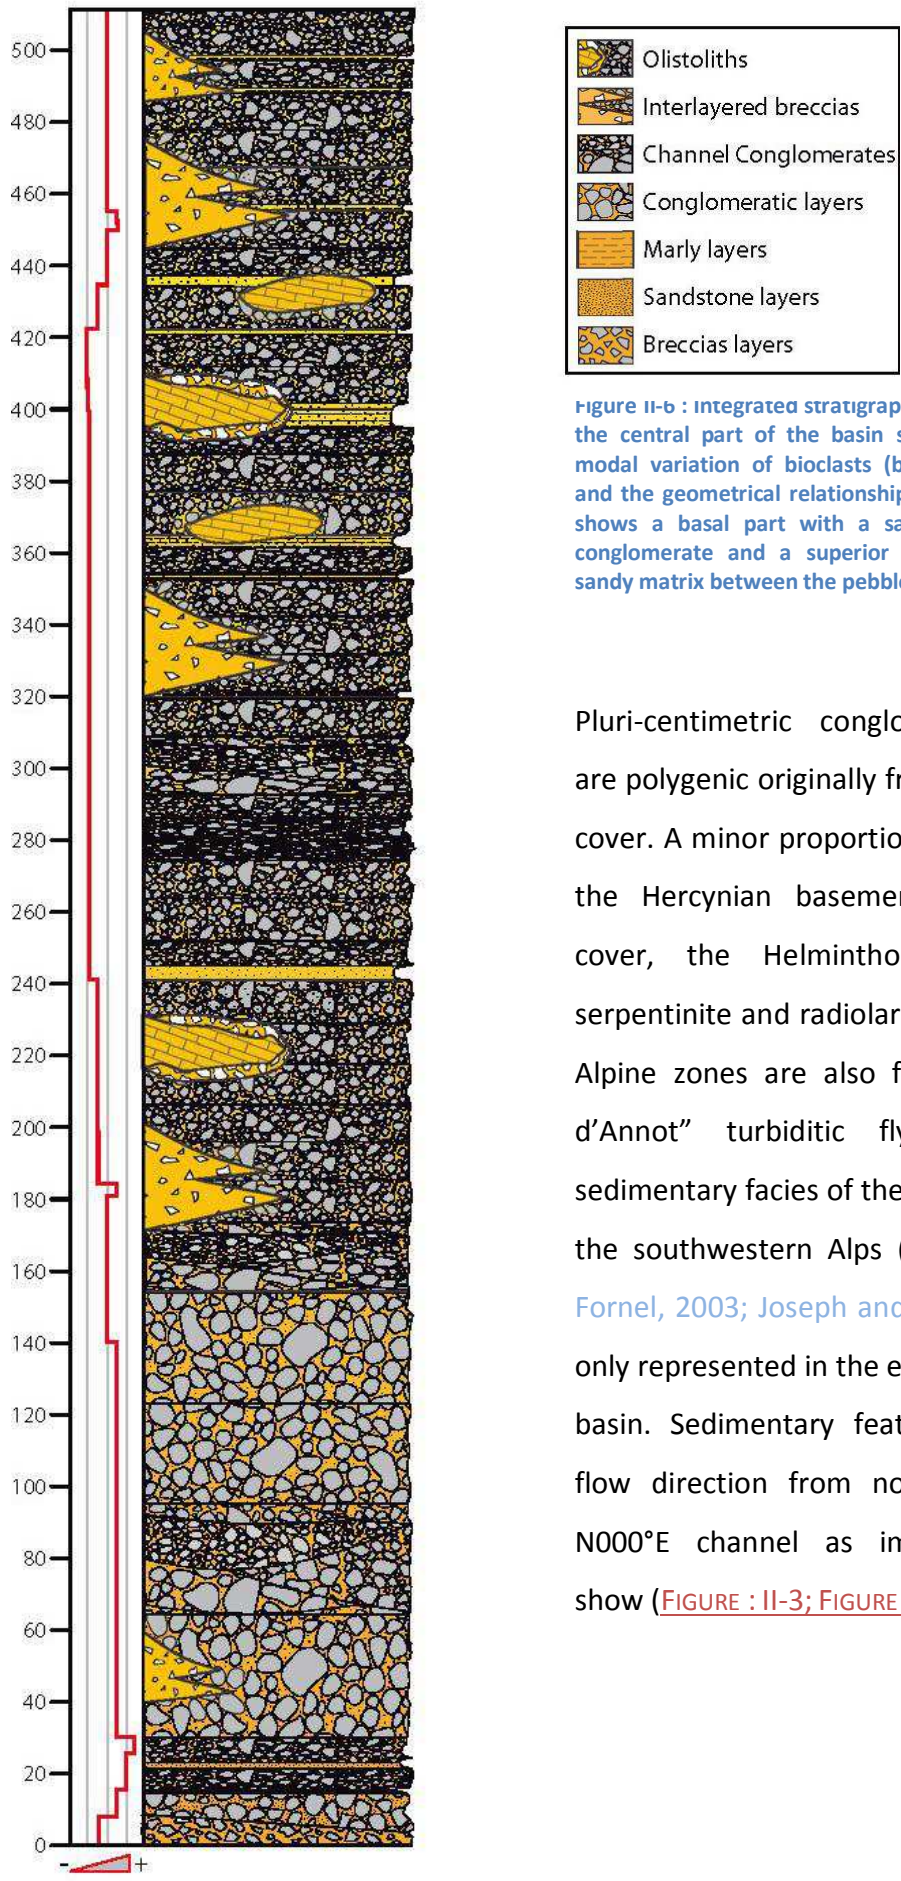 500
480
460
440
420
400
380
360
340
320
300
280
260
240
220
200
180
160
140
120
100
80
60
40
20
0
- +
Olistoliths
Interlayered breccias
Channel Conglomerates
Conglomeratic layers
Marly layers
Sandstone layers
Breccias layers
Figure II-6 : Integrated stratigrap
the central part of the basin s
modal variation of bioclasts (b
and the geometrical relationship
shows a basal part with a sa
conglomerate and a superior
sandy matrix between the pebble
Pluri-centimetric conglo
are polygenic originally fr
cover. A minor proportio
the Hercynian basemen
cover, the Helmintho
serpentinite and radiolar
Alpine zones are also f
d’Annot” turbiditic fly
sedimentary facies of the
the southwestern Alps (
Fornel, 2003; Joseph and
only represented in the e
basin. Sedimentary feat
flow direction from no
N000°E channel as im
show (FIGURE : II-3; FIGURE